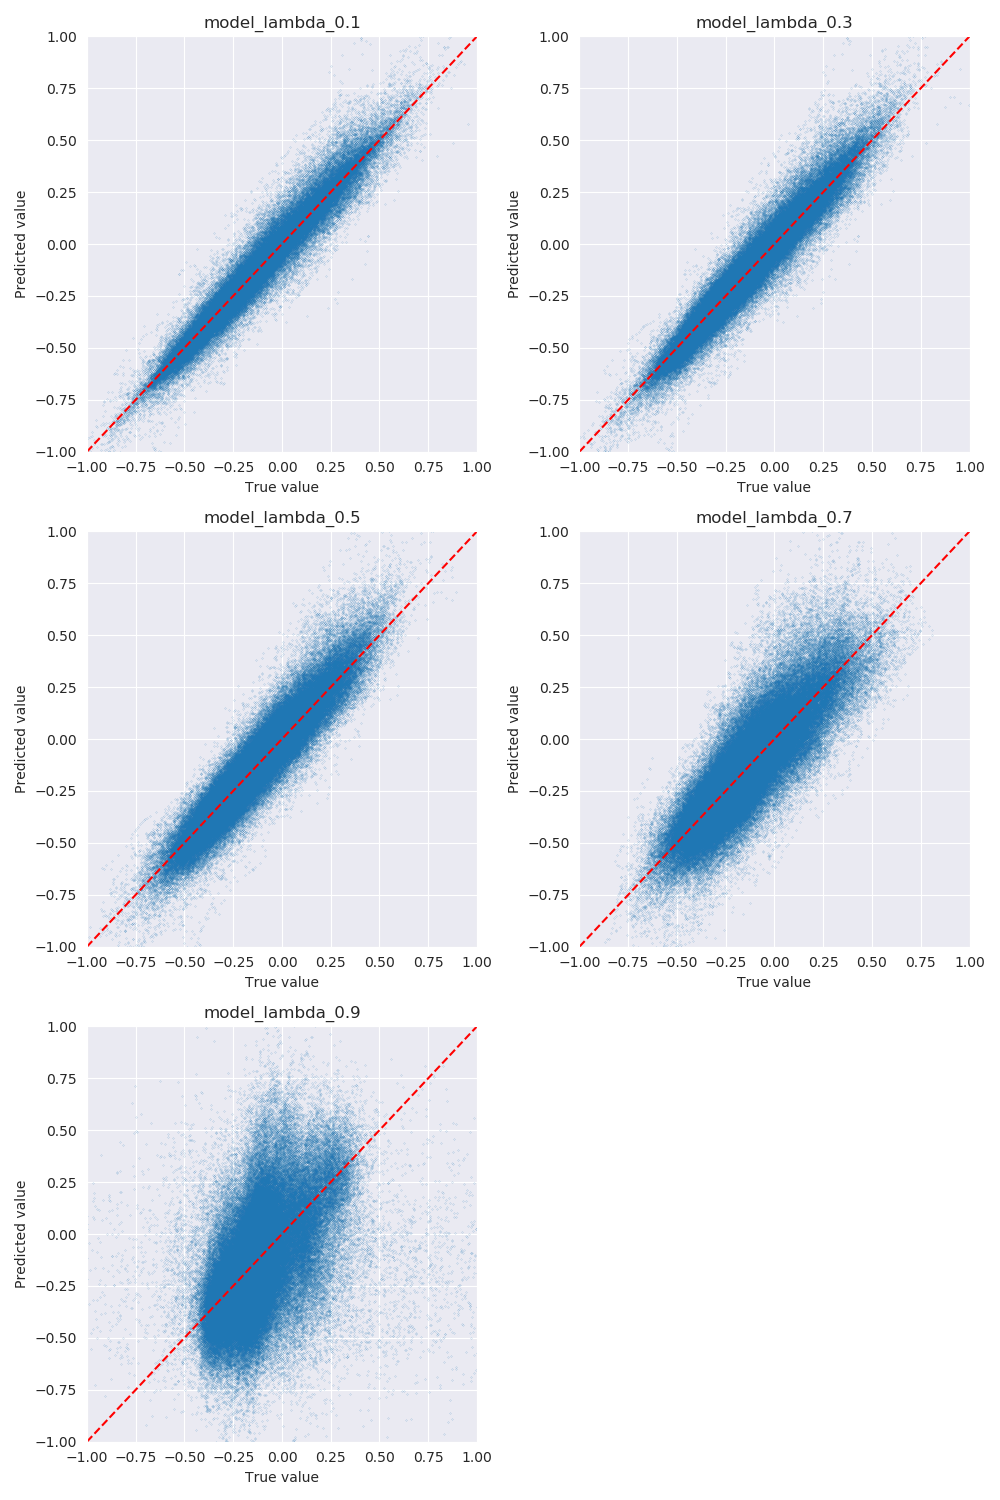 model_lambda_0.1
1.00
0.75
0.50
0.25
0.00
−0.25
−0.50
−0.75
−1.00
Predicted value
−1.00 −0.75 −0.50 −0.25 0.00 0.25 0.50 0.75 1.00
True value
model_lambda_0.3
1.00
0.75
0.50
0.25
0.00
−0.25
−0.50
−0.75
−1.00
Predicted value
−1.00 −0.75 −0.50 −0.25 0.00 0.25 0.50 0.75 1.00
True value
model_lambda_0.5
1.00
0.75
0.50
0.25
0.00
−0.25
−0.50
−0.75
−1.00
Predicted value
−1.00 −0.75 −0.50 −0.25 0.00 0.25 0.50 0.75 1.00
True value
model_lambda_0.7
1.00
0.75
0.50
0.25
0.00
−0.25
−0.50
−0.75
−1.00
Predicted value
−1.00 −0.75 −0.50 −0.25 0.00 0.25 0.50 0.75 1.00
True value
model_lambda_0.9
1.00
0.75
0.50
0.25
0.00
−0.25
−0.50
−0.75
−1.00
Predicted value
−1.00 −0.75 −0.50 −0.25 0.00 0.25 0.50 0.75 1.00
True value